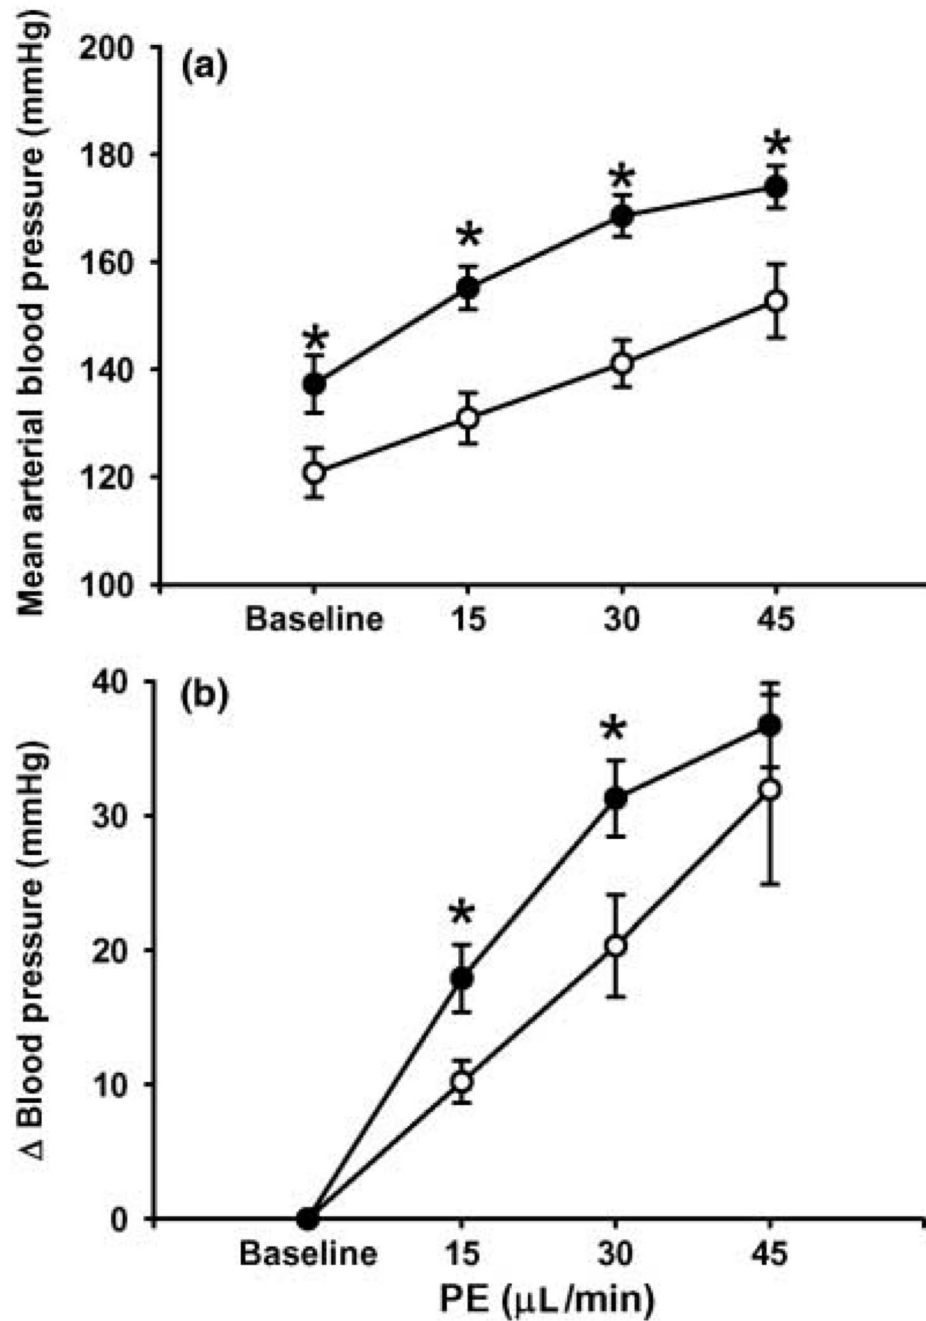 (a)
Mean arterial blood pressure (mmHg)
200
180
160
140
120
100
*
*
*
*
Baseline 15 30 45
(b)
Δ Blood pressure (mmHg)
40
30
20
10
0
*
*
Baseline 15 30 45
PE (μL/min)